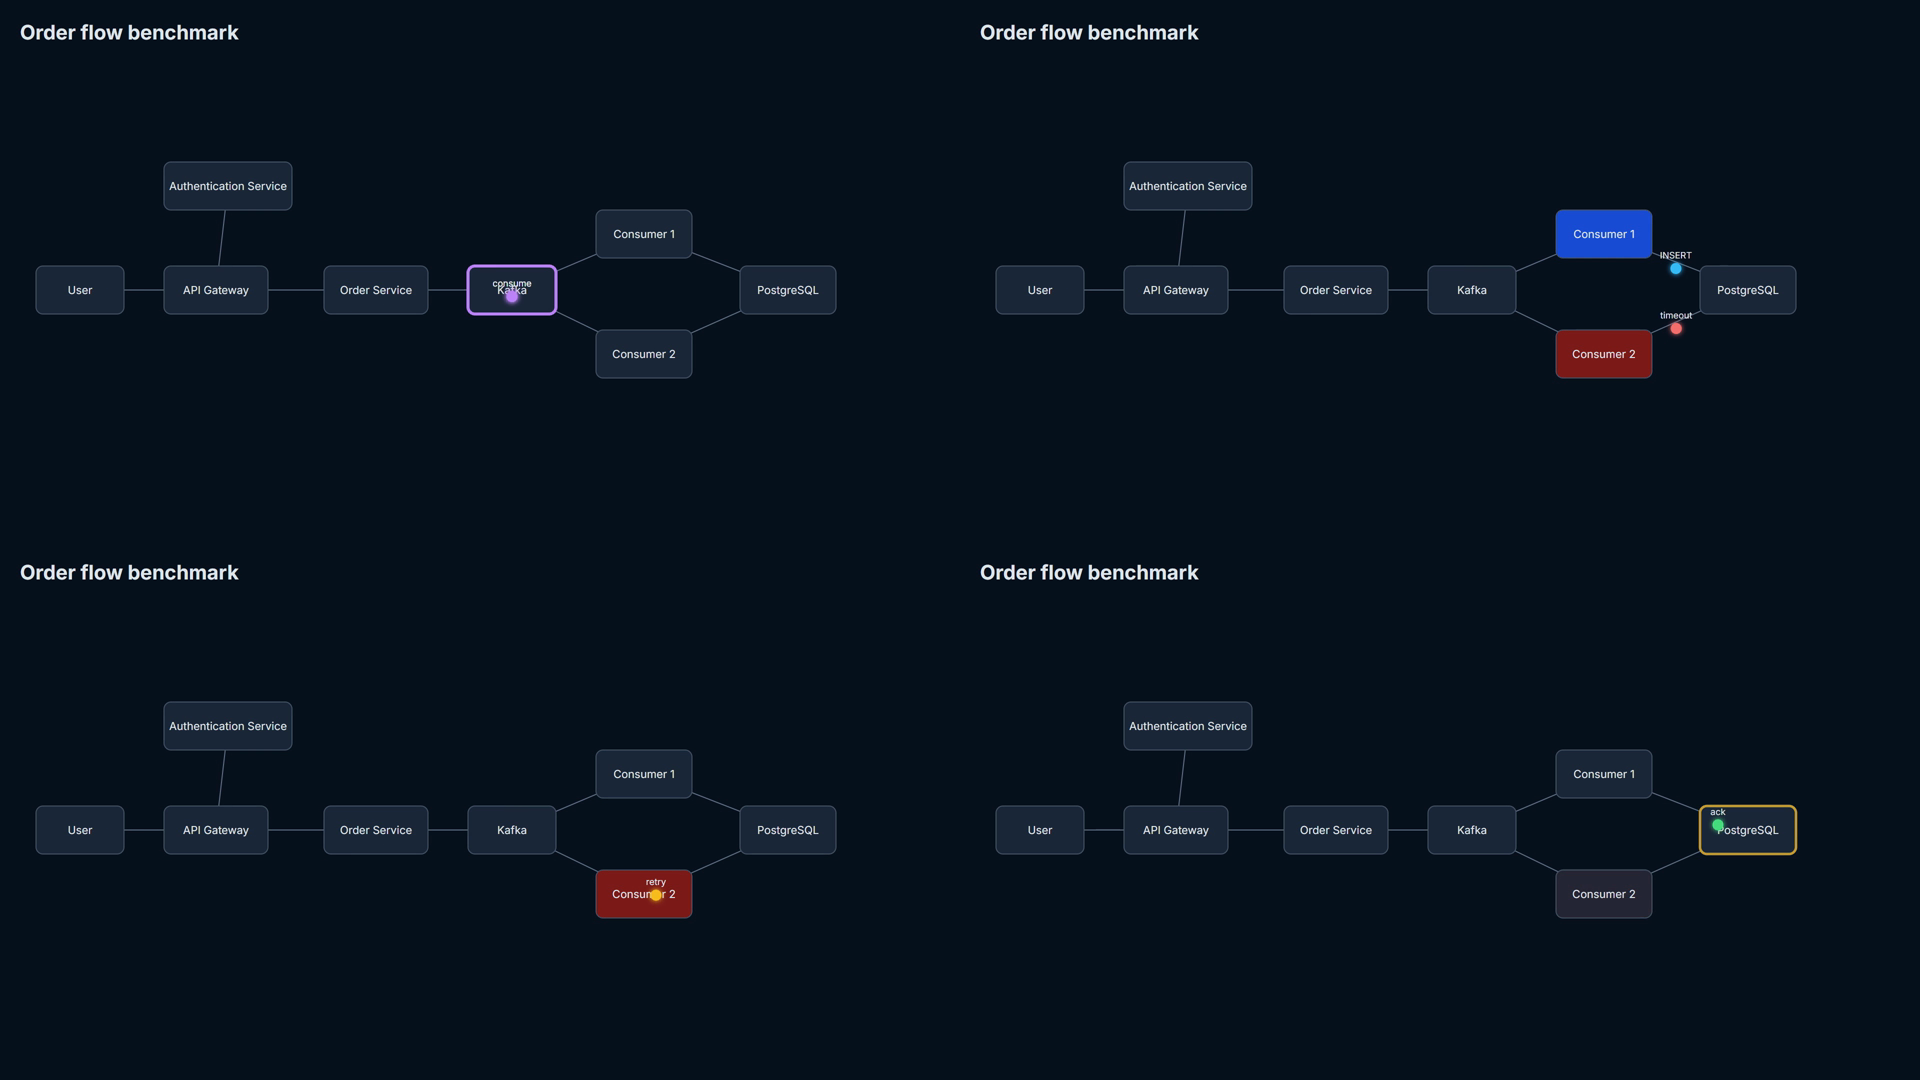 Order flow benchmark
Authentication Service
Consumer 1
User
API Gateway
Order Service
consume
Kafka
PostgreSQL
Consumer 2
Order flow benchmark
Authentication Service
Consumer 1
INSERT
User
API Gateway
Order Service
Kafka
PostgreSQL
timeout
Consumer 2
Order flow benchmark
Authentication Service
Consumer 1
User
API Gateway
Order Service
Kafka
PostgreSQL
retry
Consumer 2
Order flow benchmark
Authentication Service
Consumer 1
ack
User
API Gateway
Order Service
Kafka
PostgreSQL
Consumer 2